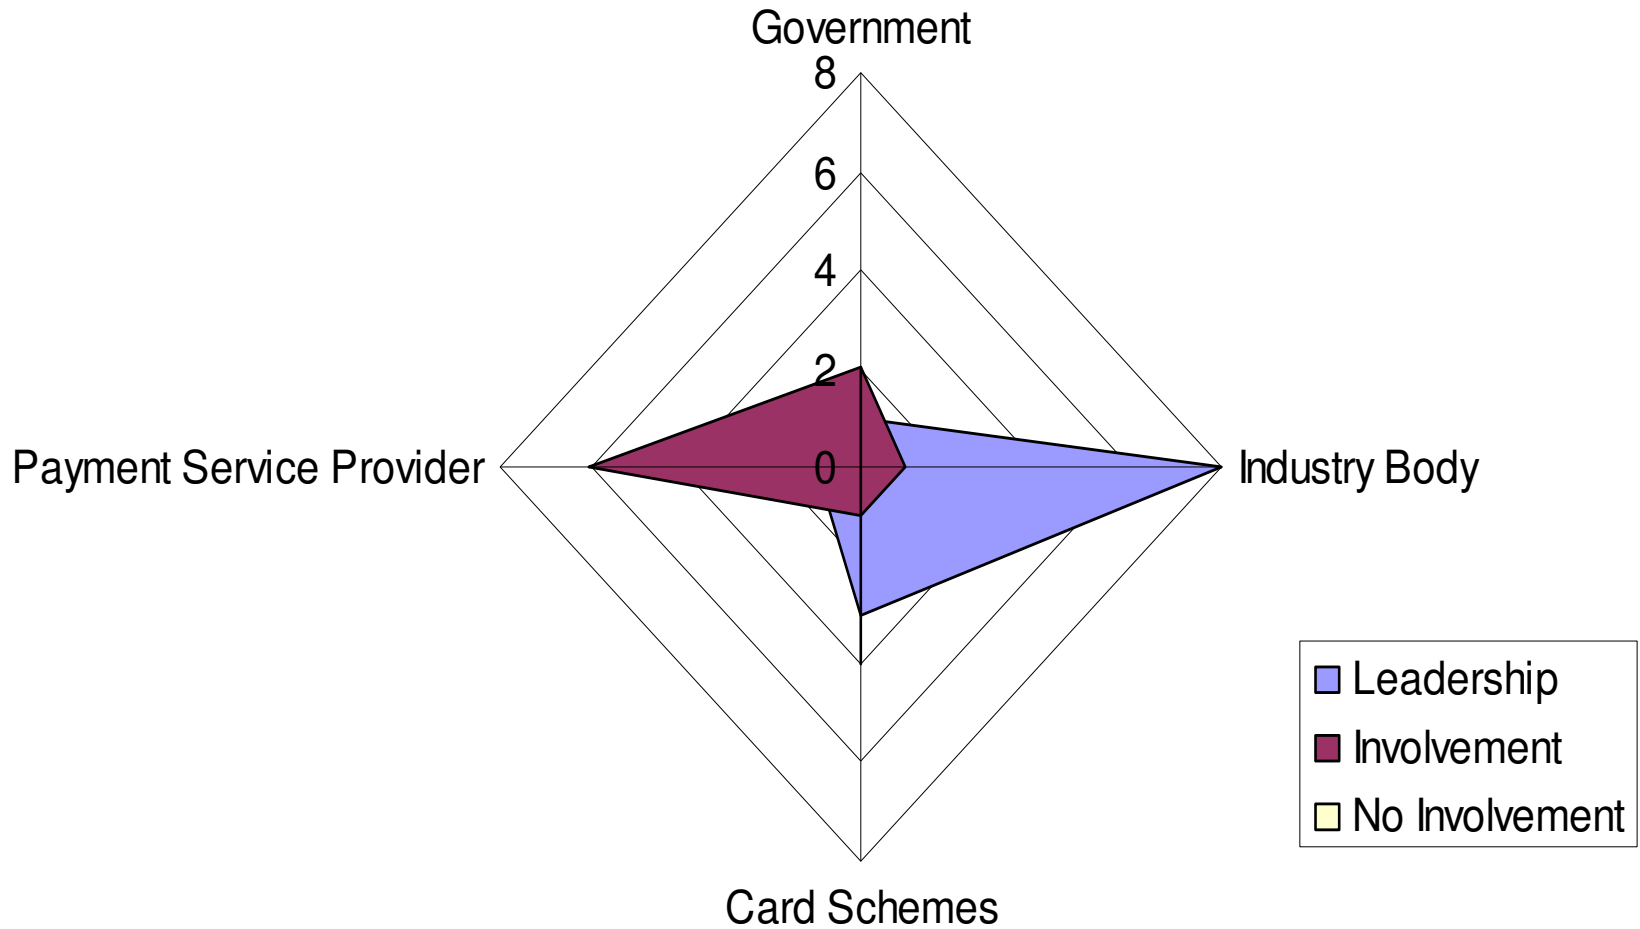 Government
8
6
4
2
0
Payment Service Provider
Industry Body
Card Schemes
Leadership
Involvement
No Involvement